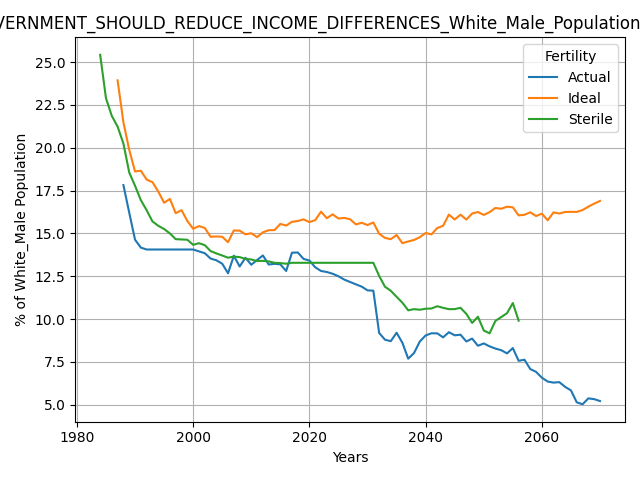 VERNMENT_SHOULD_REDUCE_INCOME_DIFFERENCES_White_Male_Population
Fertility
Actual
Ideal
Sterile
% of White_Male Population
25.0
22.5
20.0
17.5
15.0
12.5
10.0
7.5
5.0
1980
2000
2020
2040
2060
Years